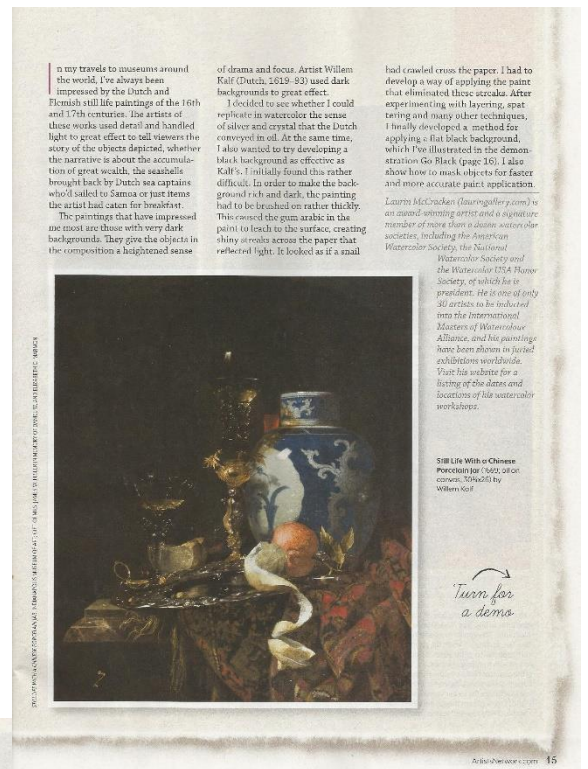 In my travels to museums around
the world, I've always been
impressed by the Dutch and
Flemish still life paintings of the 16th
and 17th centuries. The artists of
these works used detail and handled
light to great effect to tell viewers the
story of the objects depicted, whether
the narrative is about the accumula-
tion of great wealth, the seashells
brought back by Dutch sea captains
who'd sailed to Samoa or just items
the artist had eaten for breakfast.
The paintings that have impressed
me most are those with very dark
backgrounds. They give the objects in
the composition a heightened sense
of drama and focus. Artist Willem
Kalf (Dutch, 1619–93) used dark
backgrounds to great effect.
I decided to see whether I could
replicate in watercolor the sense
of silver and crystal that the Dutch
conveyed in oil. At the same time,
I also wanted to try developing a
black background as effective as
Kalf's. I initially found this rather
difficult. In order to make the back-
ground rich and dark, the painting
had to be brushed on rather thickly.
This caused the gum arabic in the
paint to leach to the surface, creating
shiny streaks across the paper that
reflected light. It looked as if a snail
had crawled cross the paper. I had to
develop a way of applying the paint
that eliminated these streaks. After
experimenting with layering, spat
tering and many other techniques,
I finally developed a method for
applying a flat black background,
which I've illustrated in the demon-
stration Go Black (page 16). I also
show how to mask objects for faster
and more accurate paint application
Laurin McCracken (lauringallery.com) is
an award-winning artist and a signature
member of more than a dozen watercolor
societies, including the American
Watercolor Society, the National
Watercolor Society and
the Watercolor USA Honor
Society, of which he is
president. He is one of only
30 artists to be inducted
into the International
Masters of Watercolour
Alliance, and his paintings
have been shown in juried
exhibitions worldwide.
Visit his website for a
listing of the dates and
locations of his watercolor
workshops.
Still Life With a Chinese
Porcelain Jar (1669; oil on
canvas, 30¾x26) by
Willem Kalf
Turn for
a demo
ArtistsNetwork.com 15